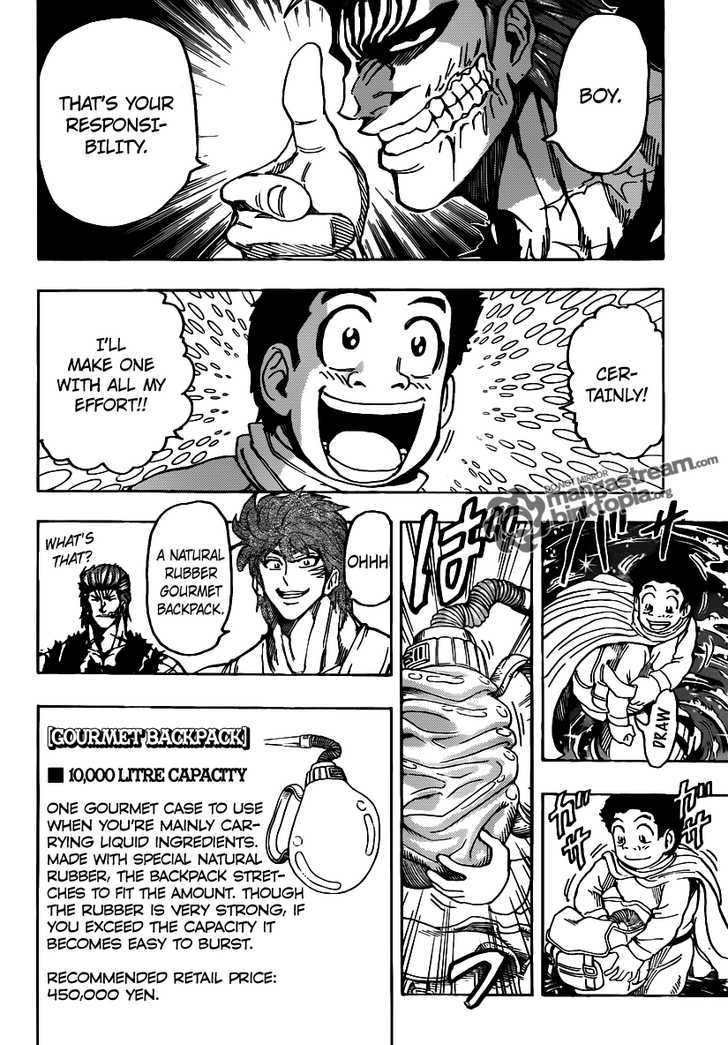 BOY.
THAT'S YOUR
RESPONSI-
BILITY.
CER-
TAINLY!
I'LL
MAKE ONE
WITH ALL MY
EFFORT!!
DO NOT MIRROR
mangastream.com
binktopia.org
DRAW
OHHH
A NATURAL
RUBBER
GOURMET
BACKPACK.
WHAT'S
THAT?
[GOURMET BACKPACK]
■ 10,000 LITRE CAPACITY
ONE GOURMET CASE TO USE
WHEN YOU'RE MAINLY CAR-
RYING LIQUID INGREDIENTS.
MADE WITH SPECIAL NATURAL
RUBBER, THE BACKPACK STRET-
CHES TO FIT THE AMOUNT. THOUGH
THE RUBBER IS VERY STRONG, IF
YOU EXCEED THE CAPACITY IT
BECOMES EASY TO BURST.
RECOMMENDED RETAIL PRICE:
450,000 YEN.